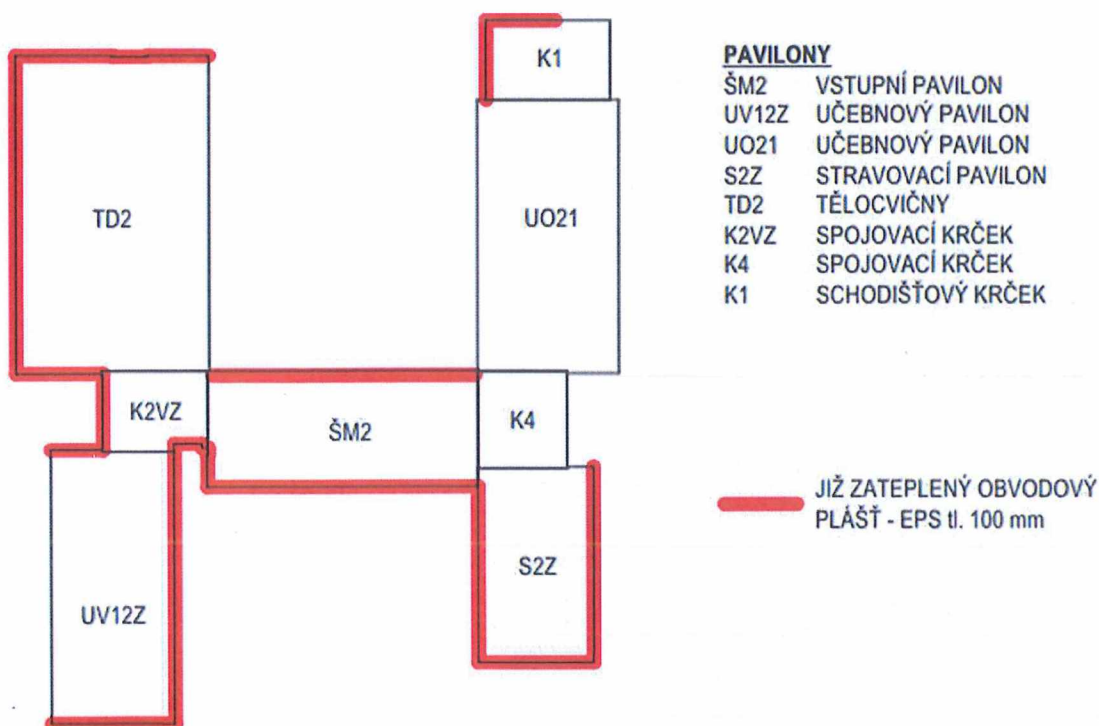 K1
TD2
UO21
K2VZ
ŠM2
K4
S2Z
UV12Z
PAVILONY
ŠM2 VSTUPNÍ PAVILON
UV12Z UČEBNOVÝ PAVILON
UO21 UČEBNOVÝ PAVILON
S2Z STRAVOVACÍ PAVILON
TD2 TĚLOCVIČNY
K2VZ SPOJOVACÍ KRČEK
K4 SPOJOVACÍ KRČEK
K1 SCHODIŠŤOVÝ KRČEK
JIŽ ZATEPLENÝ OBVODOVÝ
PLÁŠŤ - EPS tl. 100 mm